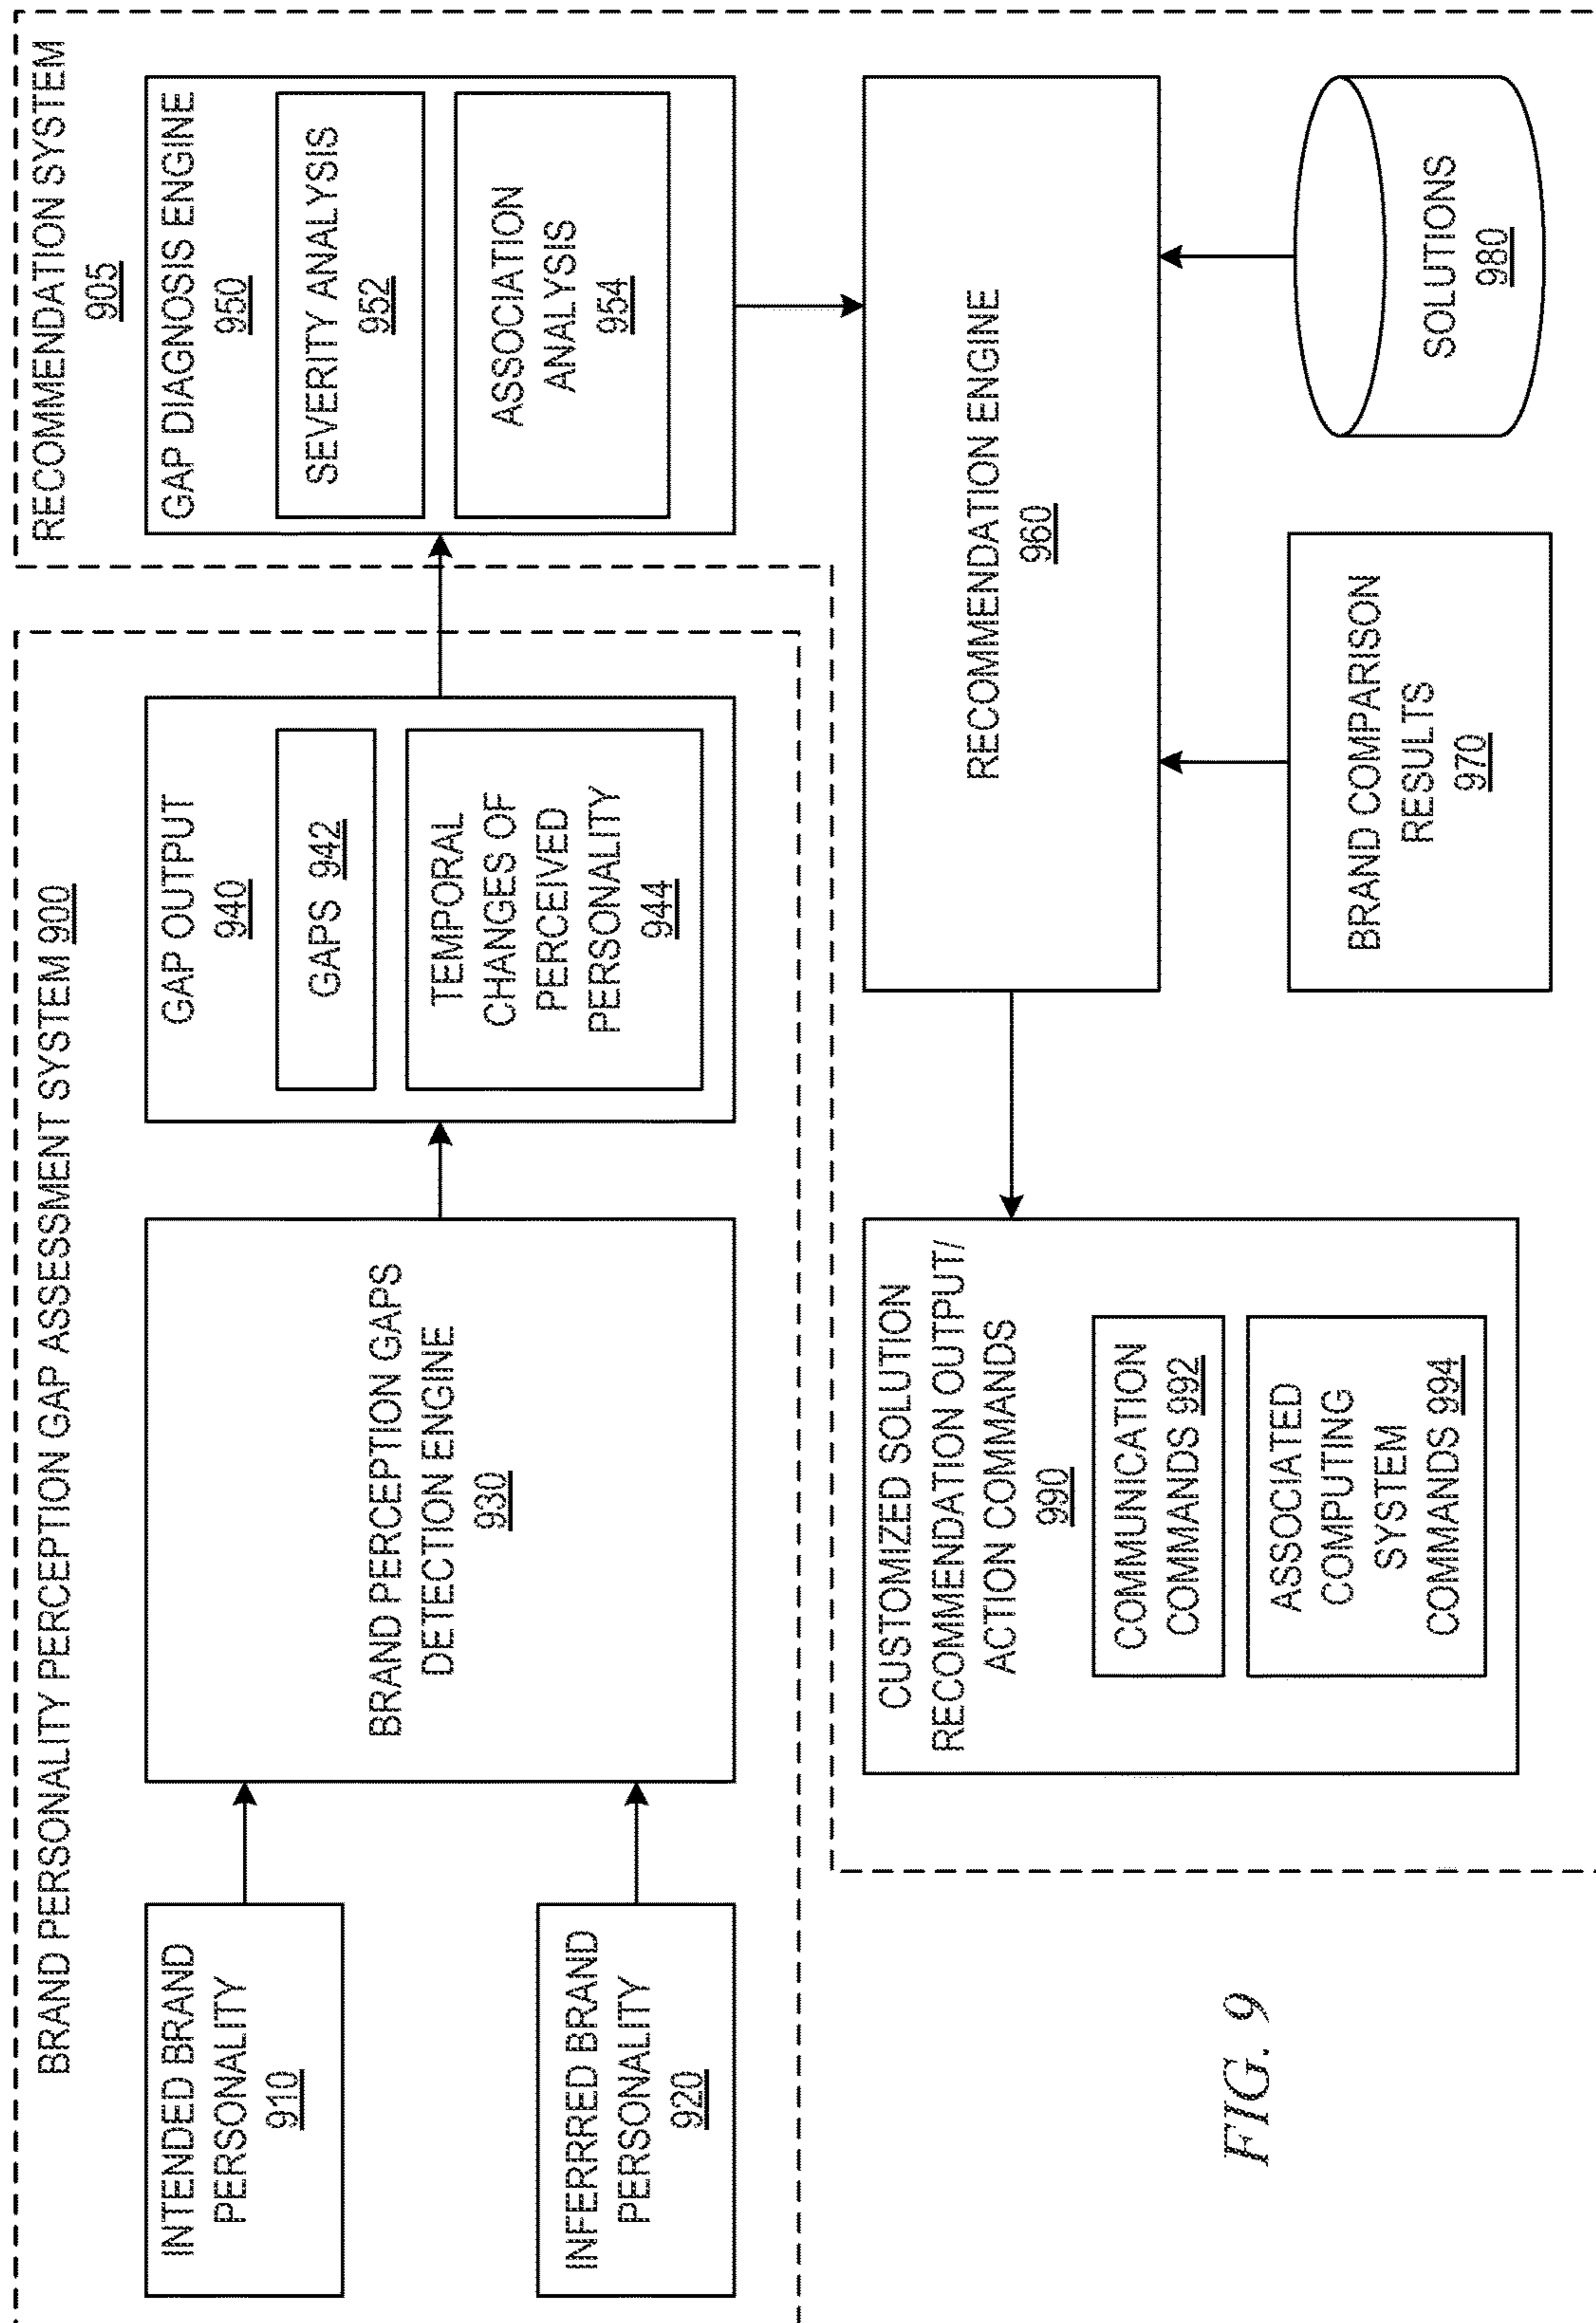 BRAND PERSONALITY PERCEPTION GAP ASSESSMENT SYSTEM 900
INTENDED BRAND
PERSONALITY
910
INFERRED BRAND
PERSONALITY
920
BRAND PERCEPTION GAPS
DETECTION ENGINE
930
GAP OUTPUT
940
GAPS 942
TEMPORAL
CHANGES OF
PERCEIVED
PERSONALITY
944
RECOMMENDATION SYSTEM
905
GAP DIAGNOSIS ENGINE
950
SEVERITY ANALYSIS
952
ASSOCIATION
ANALYSIS
954
RECOMMENDATION ENGINE
960
BRAND COMPARISON
RESULTS
970
SOLUTIONS
980
CUSTOMIZED SOLUTION
RECOMMENDATION OUTPUT/
ACTION COMMANDS
990
COMMUNICATION
COMMANDS 992
ASSOCIATED
COMPUTING
SYSTEM
COMMANDS 994
FIG. 9